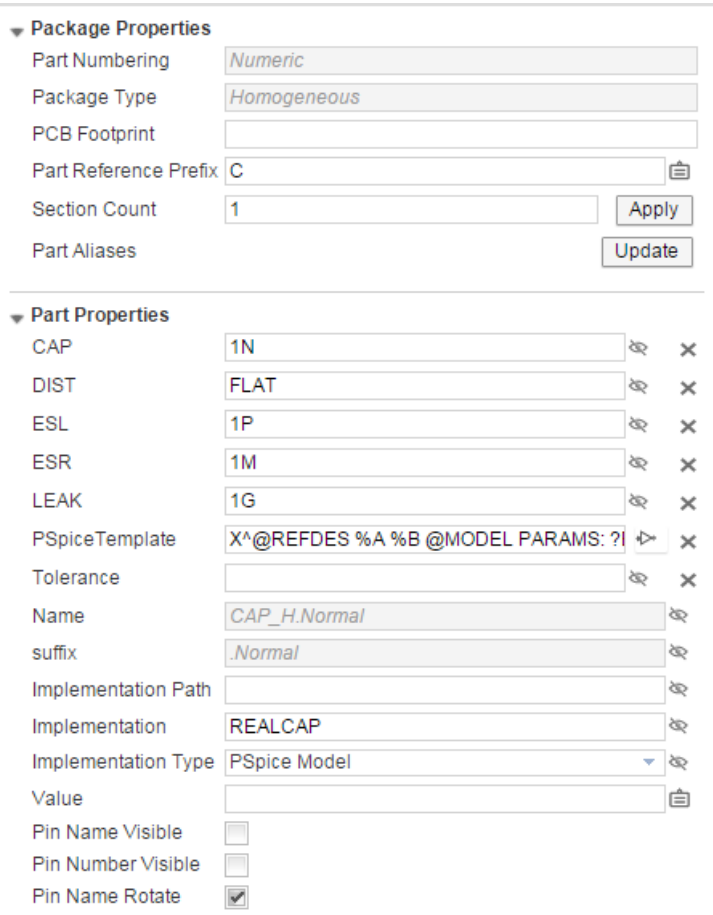 Package Properties
Part Numbering Numeric
Package Type Homogeneous
PCB Footprint
Part Reference Prefix C
Section Count 1 Apply
Part Aliases Update
Part Properties
CAP 1N
DIST FLAT
ESL 1P
ESR 1M
LEAK 1G
PSpiceTemplate X^@REFDES %A %B @MODEL PARAMS: ?
Tolerance
Name CAP_H.Normal
suffix .Normal
Implementation Path
Implementation REALCAP
Implementation Type PSpice Model
Value
Pin Name Visible
Pin Number Visible
Pin Name Rotate